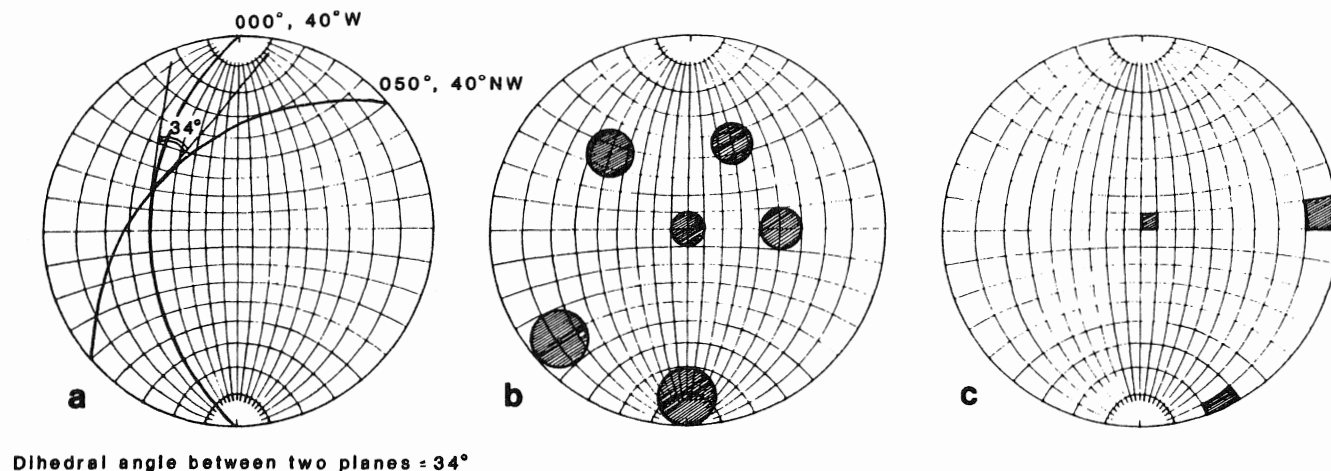 000°, 40°W
050°, 40°NW
34°
a
b
c
Dihedral angle between two planes = 34°